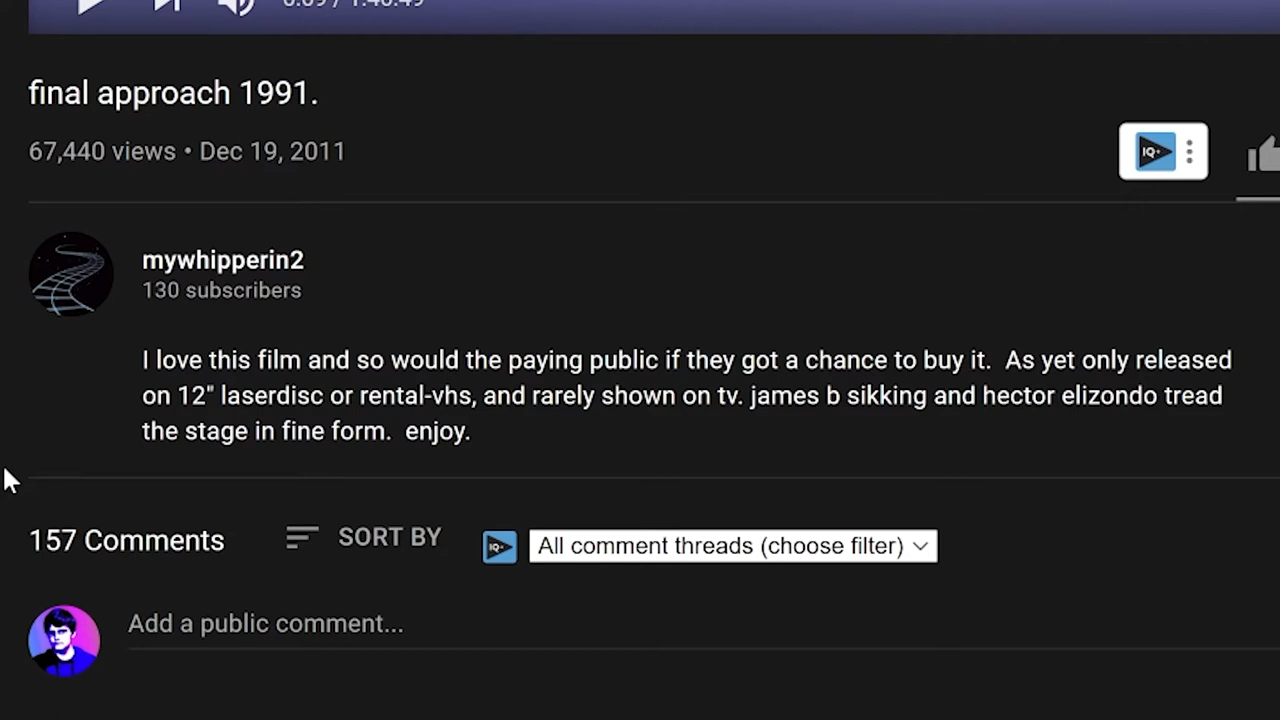 final approach 1991.
67,440 views • Dec 19, 2011
IQ+
mywhipperin2
130 subscribers
I love this film and so would the paying public if they got a chance to buy it.  As yet only released
on 12" laserdisc or rental-vhs, and rarely shown on tv. james b sikking and hector elizondo tread
the stage in fine form.  enjoy.
157 Comments
SORT BY
IQ+
All comment threads (choose filter)
Add a public comment...